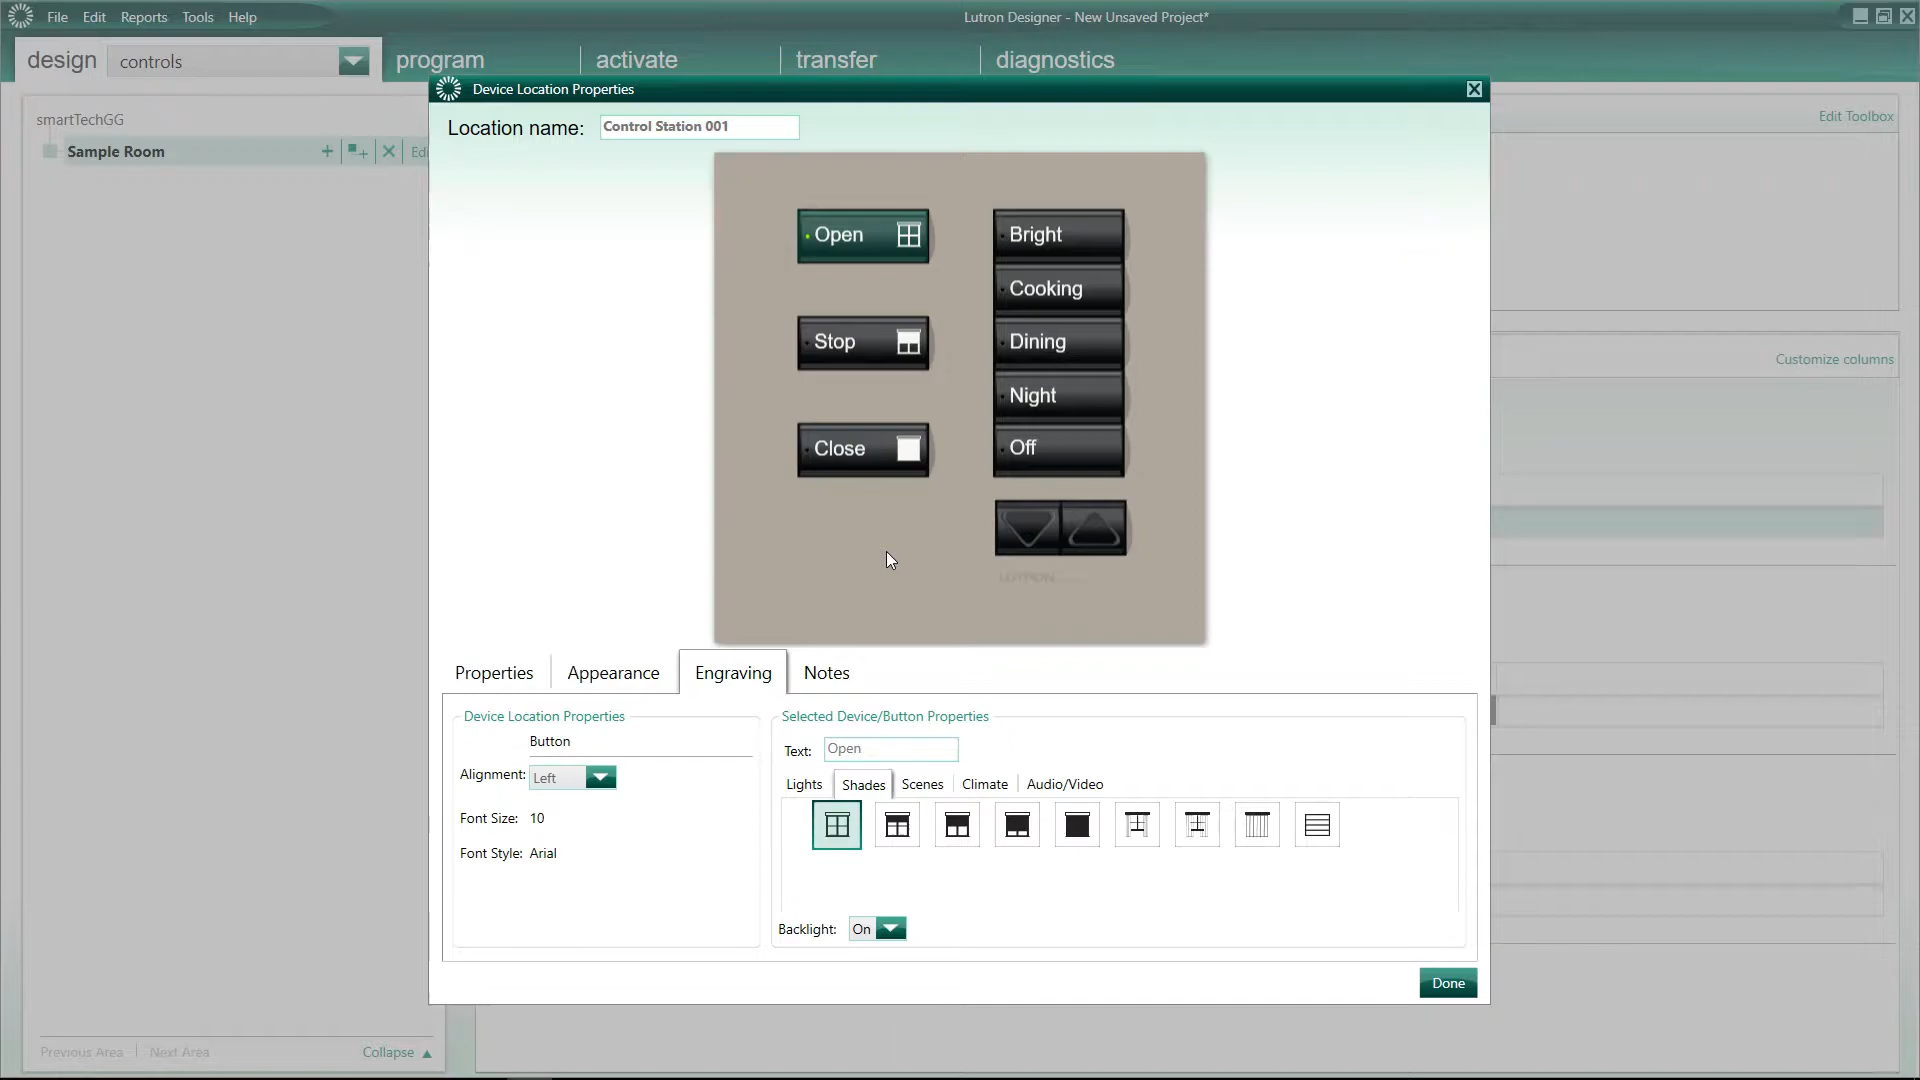 File Edit Reports Tools Help
Lutron Designer - New Unsaved Project*
design controls program activate transfer diagnostics
Device Location Properties
smartTechGG
Edit Toolbox
Location name: Control Station 001
Sample Room
Edi
Open
Bright
Cooking
Stop
Dining
Customize columns
Night
Close
Off
LUTRON
Properties Appearance Engraving Notes
Device Location Properties
Selected Device/Button Properties
Button
Text: Open
Alignment: Left
Lights Shades Scenes Climate Audio/Video
Font Size: 10
Font Style: Arial
Backlight: On
Done
Previous Area Next Area Collapse